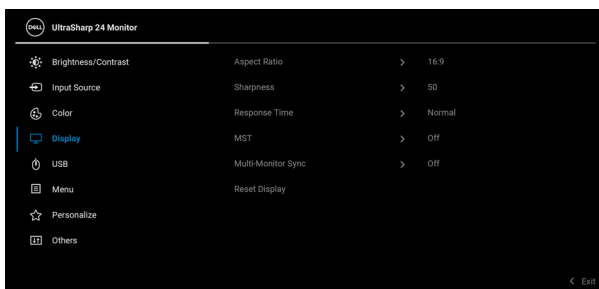 DELL UltraSharp 24 Monitor
Brightness/Contrast Aspect Ratio > 16:9
Input Source Sharpness > 50
Color Response Time > Normal
Display MST > Off
USB Multi-Monitor Sync > Off
Menu Reset Display
Personalize
Others
< Exit